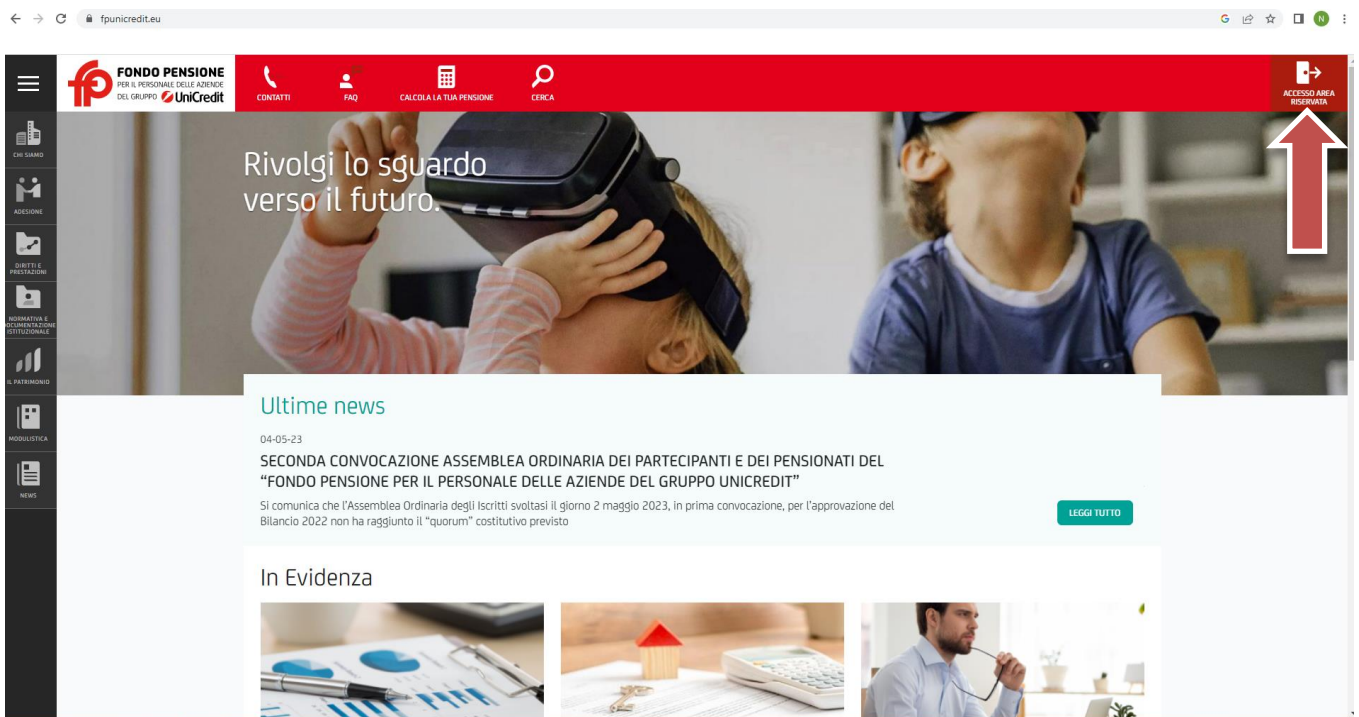 fpunicredit.eu
N
fp
FONDO PENSIONE
PER IL PERSONALE DELLE AZIENDE
DEL GRUPPO UniCredit
CONTATTI
FAQ
CALCOLA LA TUA PENSIONE
CERCA
ACCESSO AREA
RISERVATA
CHI SIAMO
ADESIONE
DIRITTI E
PRESTAZIONI
NORMATIVA E
DOCUMENTAZIONE
ISTITUZIONALE
IL PATRIMONIO
MODULISTICA
NEWS
Rivolgi lo sguardo
verso il futuro.
Ultime news
04-05-23
SECONDA CONVOCAZIONE ASSEMBLEA ORDINARIA DEI PARTECIPANTI E DEI PENSIONATI DEL
“FONDO PENSIONE PER IL PERSONALE DELLE AZIENDE DEL GRUPPO UNICREDIT”
Si comunica che l’Assemblea Ordinaria degli Iscritti svoltasi il giorno 2 maggio 2023, in prima convocazione, per l’approvazione del
Bilancio 2022 non ha raggiunto il “quorum” costitutivo previsto
LEGGI TUTTO
In Evidenza